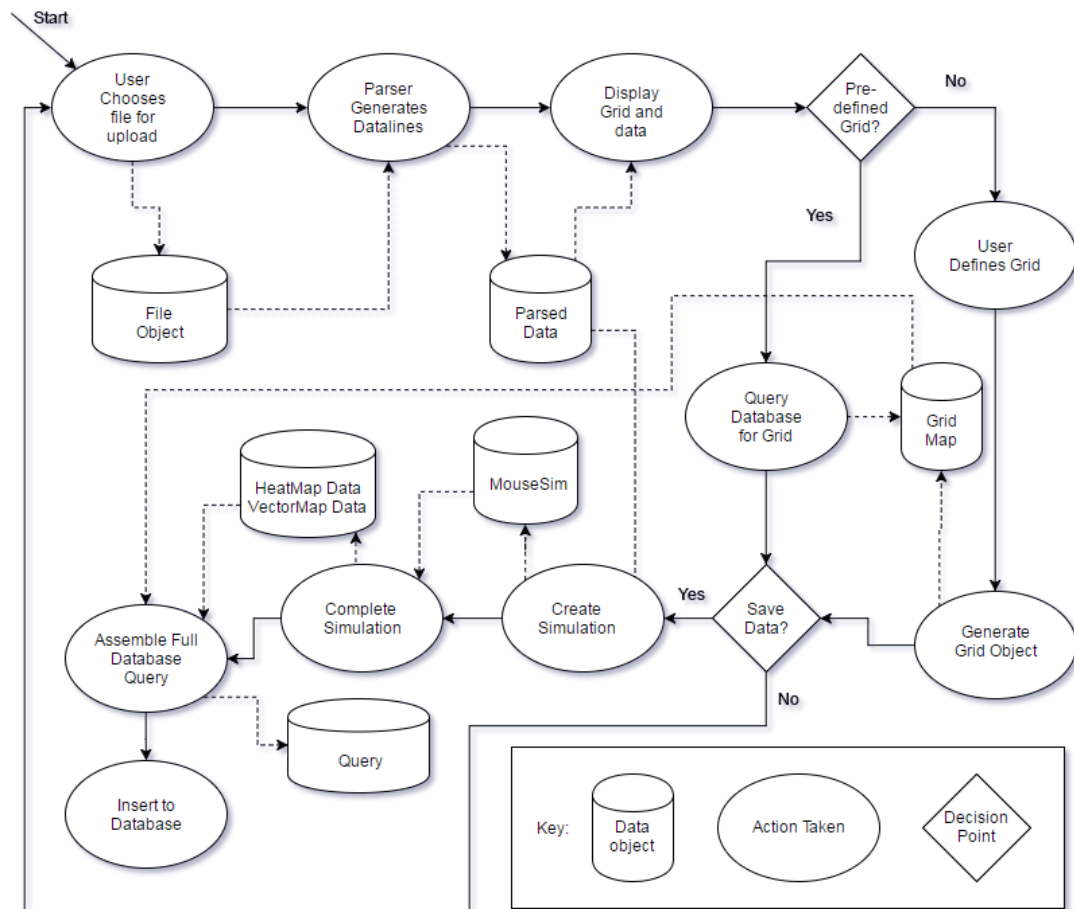 Start
User
Chooses
file for
upload
Parser
Generates
Datalines
Display
Grid and
data
Pre-
defined
Grid?
No
Yes
User
Defines Grid
File
Object
Parsed
Data
Query
Database
for Grid
Grid
Map
HeatMap Data
VectorMap Data
MouseSim
Assemble Full
Database
Query
Complete
Simulation
Create
Simulation
Yes
Save
Data?
Generate
Grid Object
No
Query
Insert to
Database
Key:
Data
object
Action Taken
Decision
Point